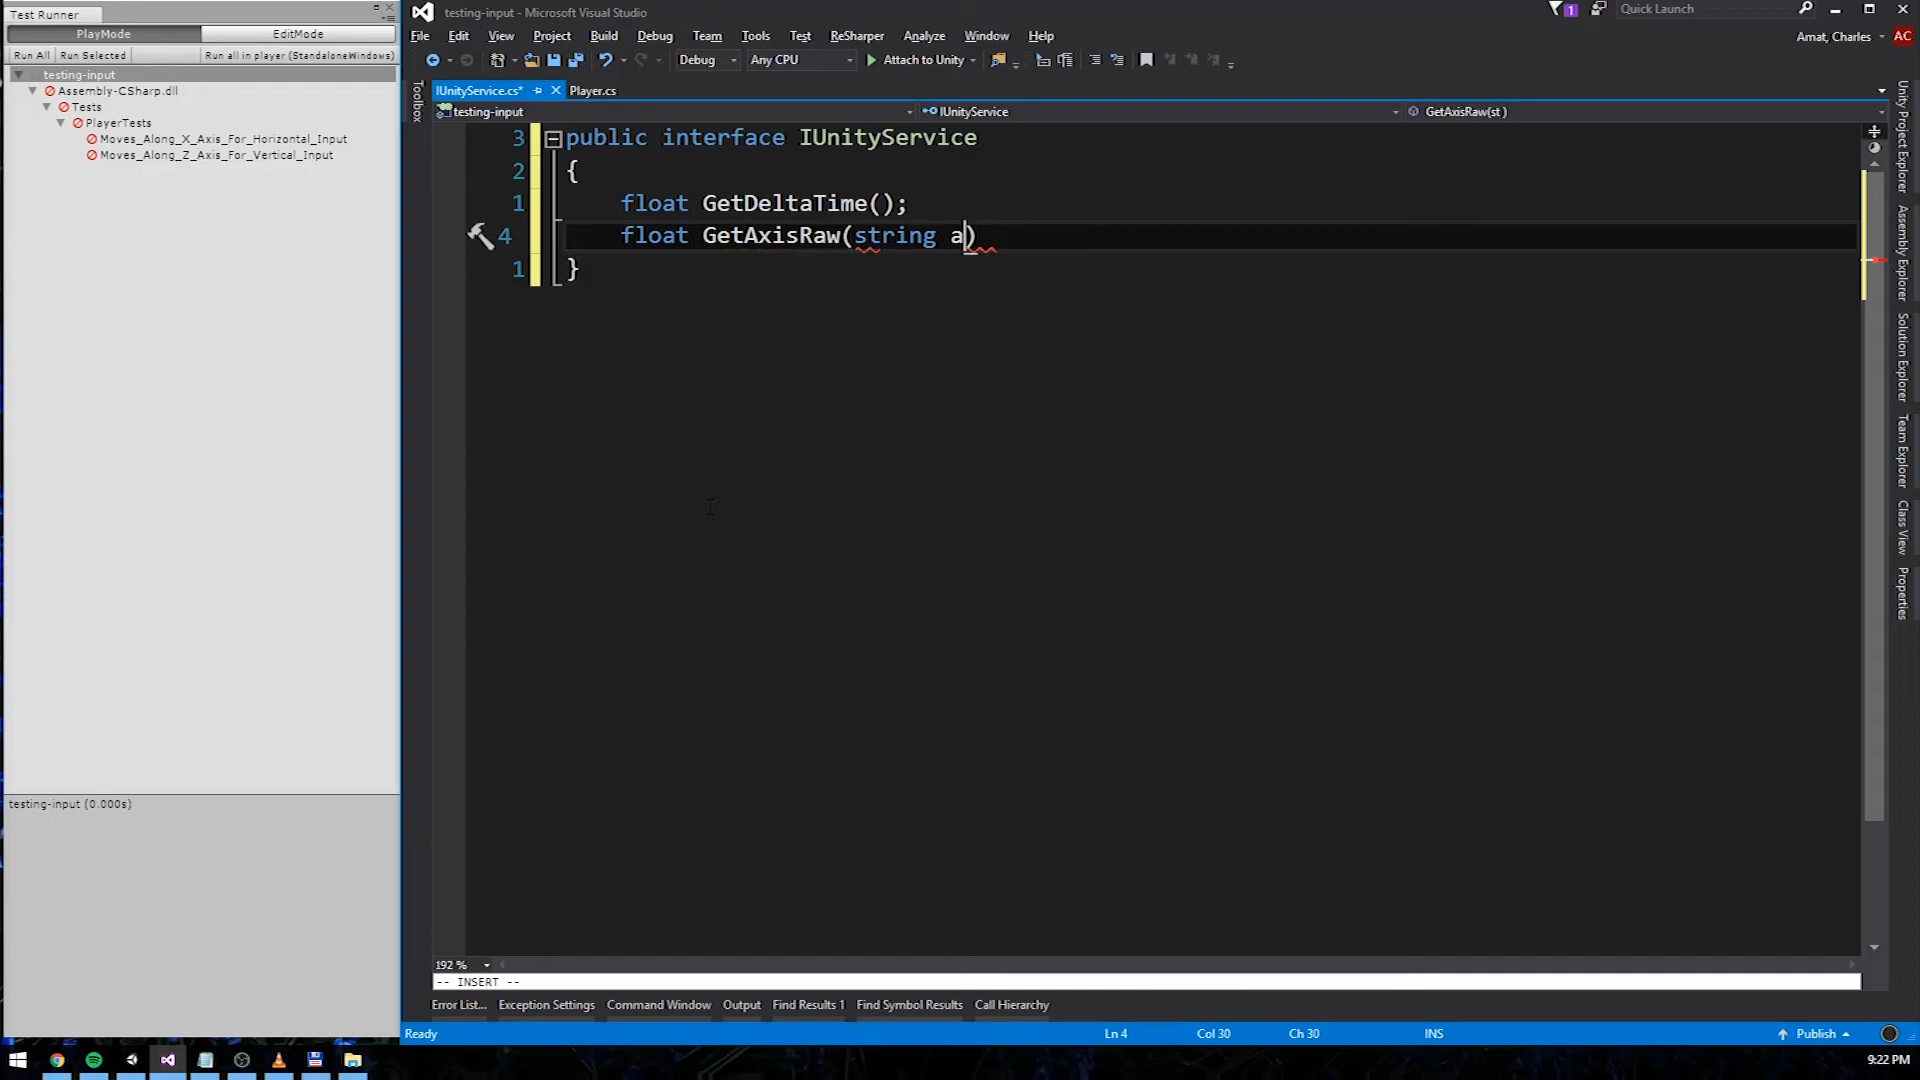 Test Runner
PlayMode
EditMode
Run All
Run Selected
Run all in player (StandaloneWindows)
testing-input
Assembly-CSharp.dll
Tests
PlayerTests
Moves_Along_X_Axis_For_Horizontal_Input
Moves_Along_Z_Axis_For_Vertical_Input
testing-input (0.000s)
testing-input - Microsoft Visual Studio
1
Quick Launch
File Edit View Project Build Debug Team Tools Test ReSharper Analyze Window Help
Amat, Charles
AC
Debug
Any CPU
Attach to Unity
IUnityService.cs*
Player.cs
testing-input
IUnityService
GetAxisRaw(st )
3 public interface IUnityService
2 {
1 float GetDeltaTime();
4 float GetAxisRaw(string a)
1 }
Toolbox
Unity Project Explorer
Assembly Explorer
Solution Explorer
Team Explorer
Class View
Properties
192 %
-- INSERT --
Error List... Exception Settings Command Window Output Find Results 1 Find Symbol Results Call Hierarchy
Ready
Ln 4
Col 30
Ch 30
INS
Publish
9:22 PM